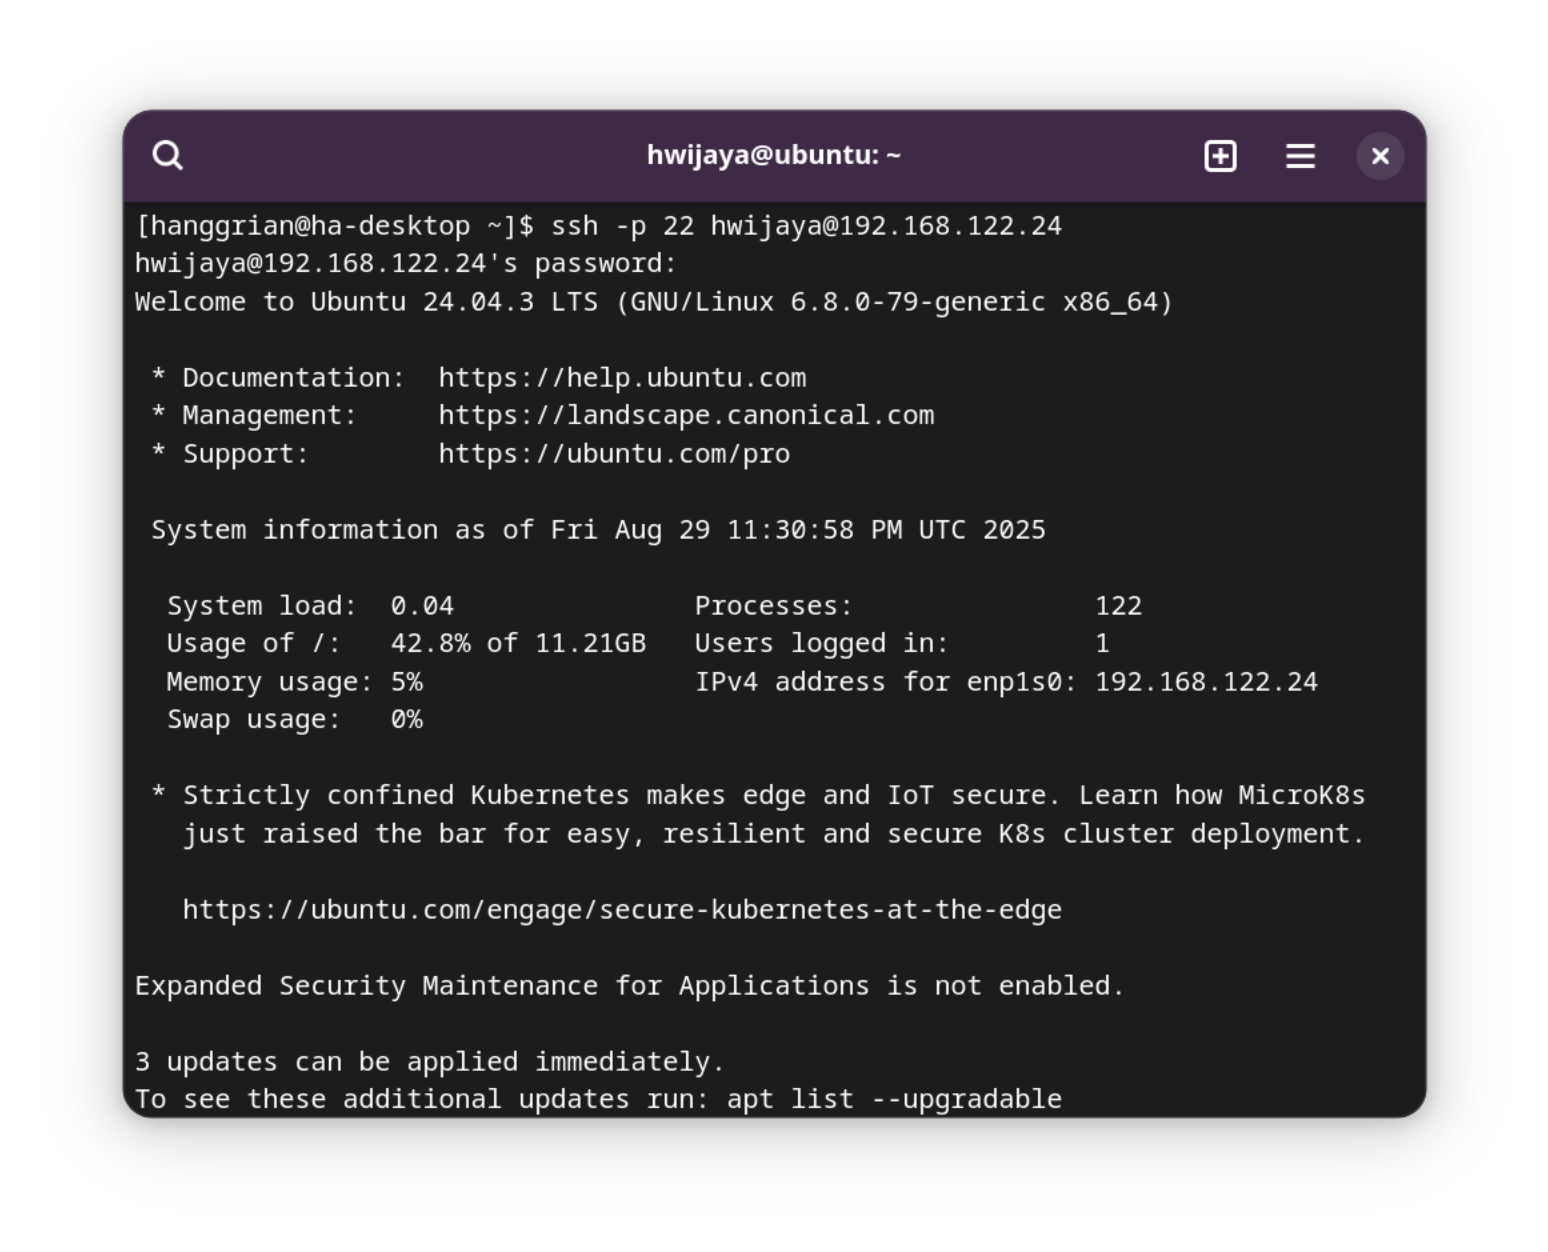 hwijaya@ubuntu: ~
[hanggrian@ha-desktop ~]$ ssh -p 22 hwijaya@192.168.122.24
hwijaya@192.168.122.24's password:
Welcome to Ubuntu 24.04.3 LTS (GNU/Linux 6.8.0-79-generic x86_64)
 * Documentation:  https://help.ubuntu.com
 * Management:     https://landscape.canonical.com
 * Support:        https://ubuntu.com/pro
 System information as of Fri Aug 29 11:30:58 PM UTC 2025
  System load:  0.04               Processes:               122
  Usage of /:   42.8% of 11.21GB   Users logged in:         1
  Memory usage: 5%                 IPv4 address for enp1s0: 192.168.122.24
  Swap usage:   0%
 * Strictly confined Kubernetes makes edge and IoT secure. Learn how MicroK8s
   just raised the bar for easy, resilient and secure K8s cluster deployment.
   https://ubuntu.com/engage/secure-kubernetes-at-the-edge
Expanded Security Maintenance for Applications is not enabled.
3 updates can be applied immediately.
To see these additional updates run: apt list --upgradable